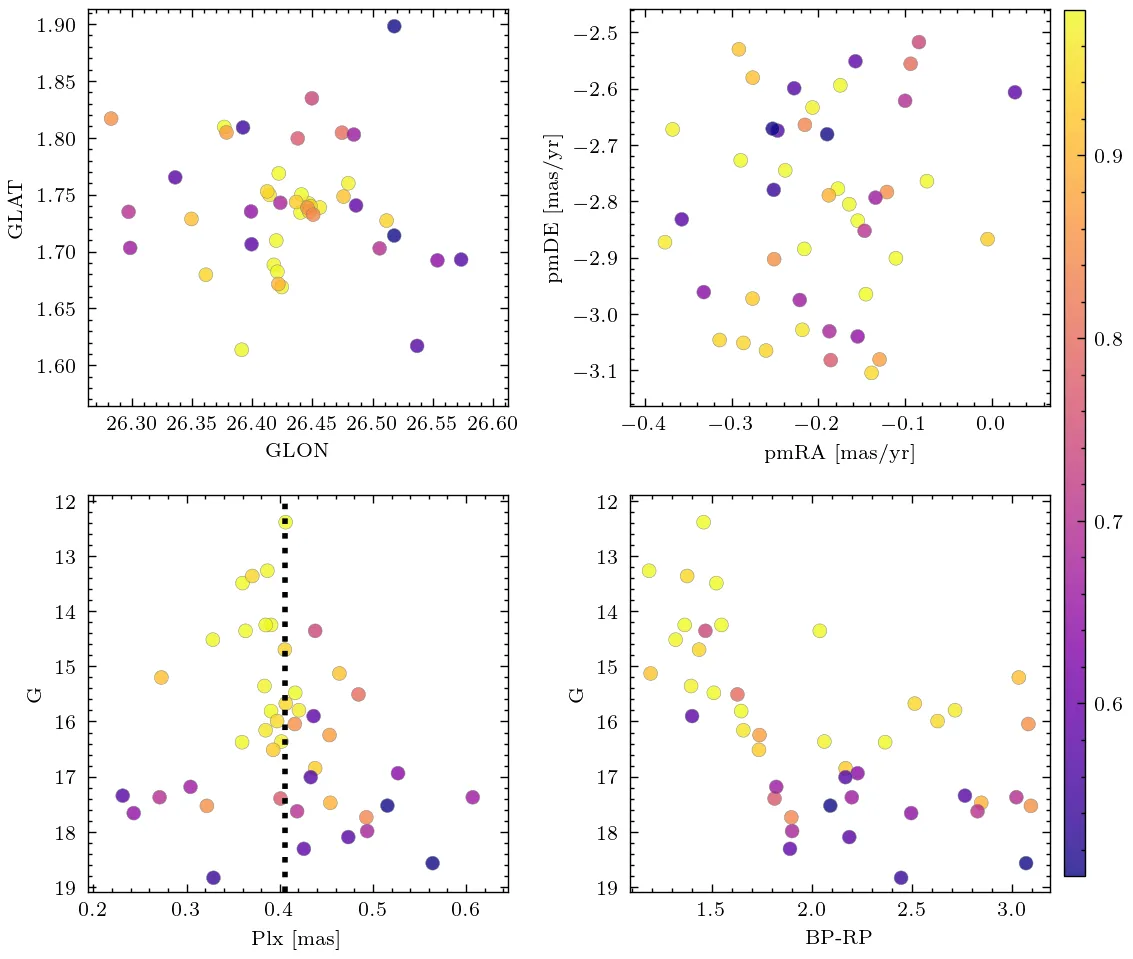 1.90
1.85
1.80
1.75
1.70
1.65
1.60
GLAT
26.30 26.35 26.40 26.45 26.50 26.55 26.60
GLON
−2.5
−2.6
−2.7
−2.8
−2.9
−3.0
−3.1
pmDE [mas/yr]
−0.4 −0.3 −0.2 −0.1 0.0
pmRA [mas/yr]
0.9
0.8
0.7
0.6
12
13
14
15
16
17
18
19
G
0.2 0.3 0.4 0.5 0.6
Plx [mas]
12
13
14
15
16
17
18
19
G
1.5 2.0 2.5 3.0
BP-RP